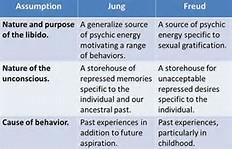 Assumption
Jung
Freud
Nature and purpose
of the libido.
A generalize source
of psychic energy
motivating a range
of behaviors.
A source of psychic
energy specific to
sexual gratification.
Nature of the
unconscious.
A storehouse of
repressed memories
specific to the
individual and our
ancestral past.
A storehouse for
unacceptable
repressed desires
specific to the
individual.
Cause of behavior.
Past experiences in
addition to future
aspiration.
Past experiences,
particularly in
childhood.